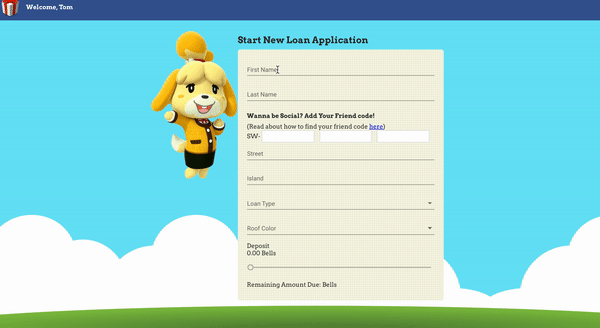 Welcome, Tom
Start New Loan Application
First Name
Last Name
Wanna be Social? Add Your Friend code!
(Read about how to find your friend code here)
SW-
Street
Island
Loan Type
Roof Color
Deposit
0.00 Bells
Remaining Amount Due: Bells